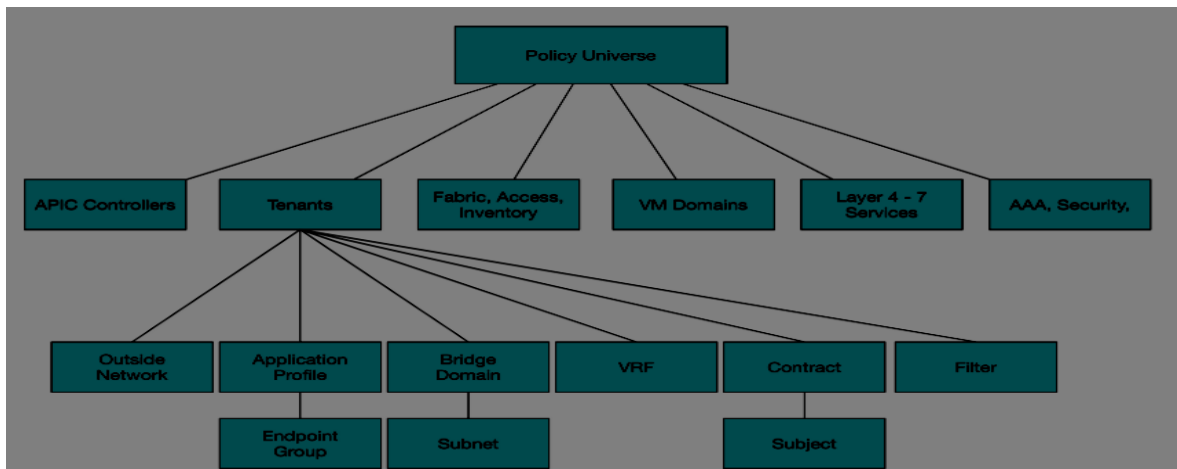 Policy Universe
APIC Controllers
Tenants
Fabric, Access,
Inventory
VM Domains
Layer 4 - 7
Services
AAA, Security,
Outside
Network
Application
Profile
Bridge
Domain
VRF
Contract
Filter
Endpoint
Group
Subnet
Subject